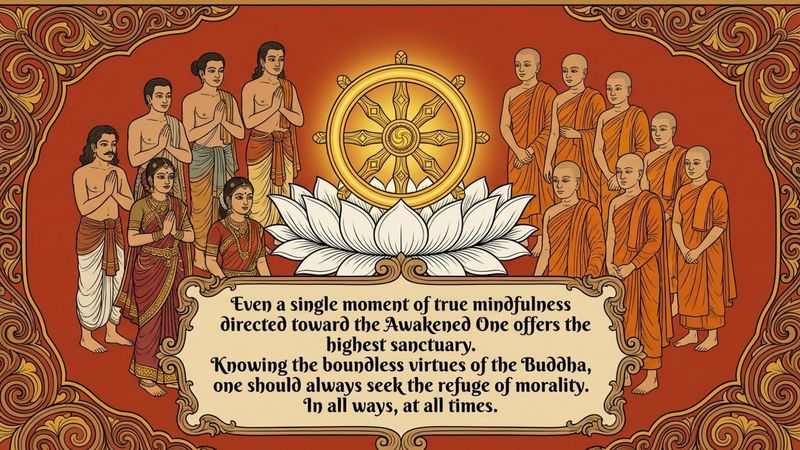 Even a single moment of true mindfulness
directed toward the Awakened One offers the
highest sanctuary.
Knowing the boundless virtues of the Buddha,
one should always seek the refuge of morality.
In all ways, at all times.